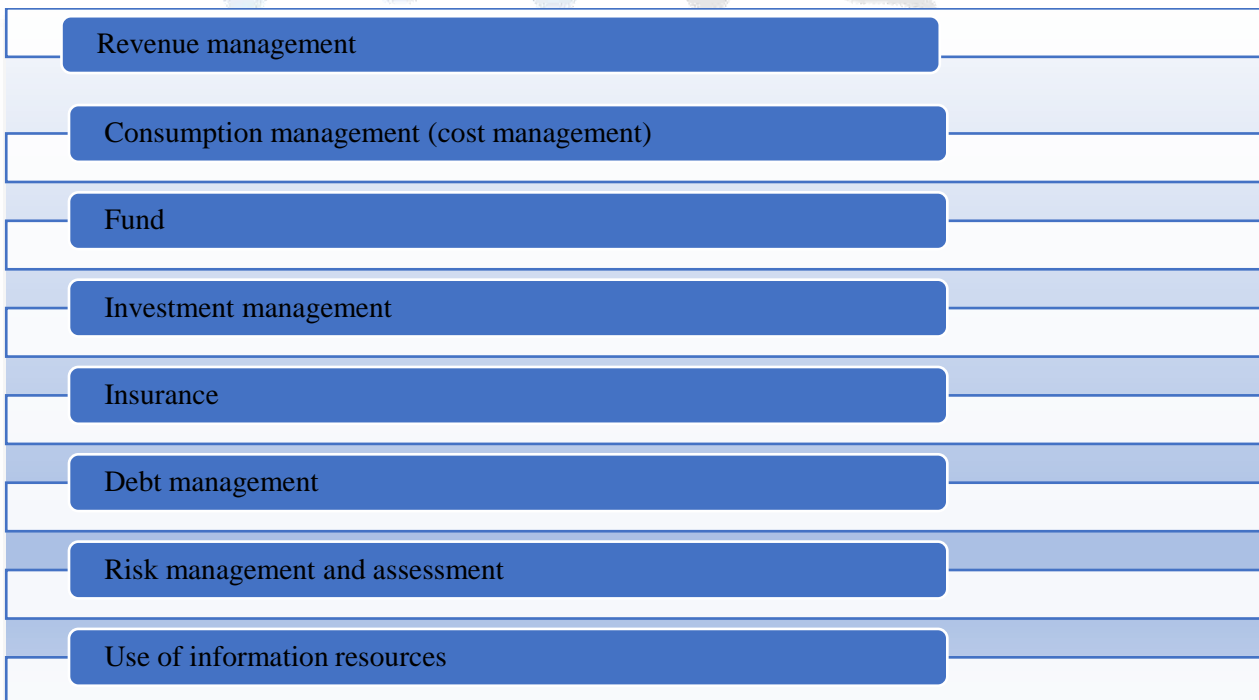 Revenue management
Consumption management (cost management)
Fund
Investment management
Insurance
Debt management
Risk management and assessment
Use of information resources